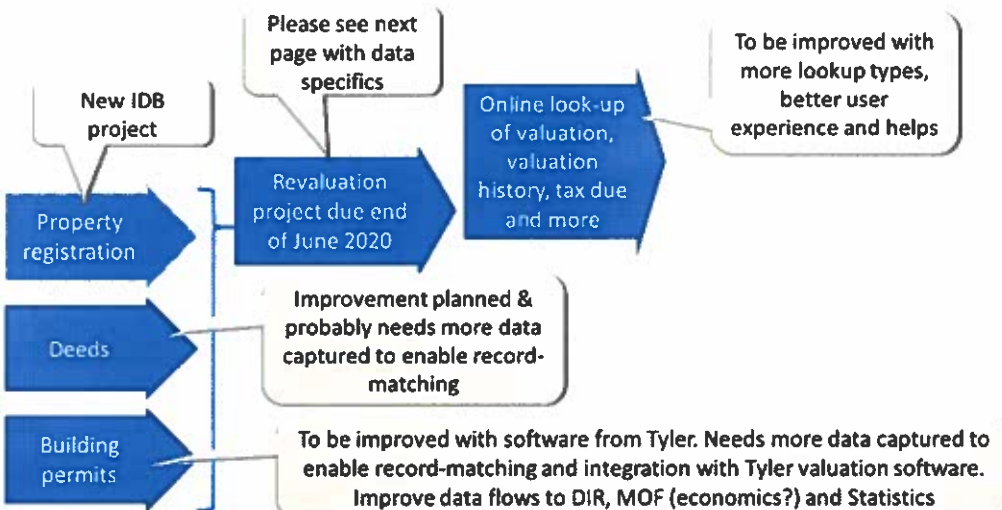 Please see next
page with data
specifics
To be improved with
more lookup types,
better user
experience and helps
New IDB
project
Online look-up
of valuation,
valuation
history, tax due
and more
Revaluation
project due end
of June 2020
Property
registration
Improvement planned &
probably needs more data
captured to enable record-
matching
Deeds
Building
permits
To be improved with software from Tyler. Needs more data captured to
enable record-matching and integration with Tyler valuation software.
Improve data flows to DIR, MOF (economics?) and Statistics